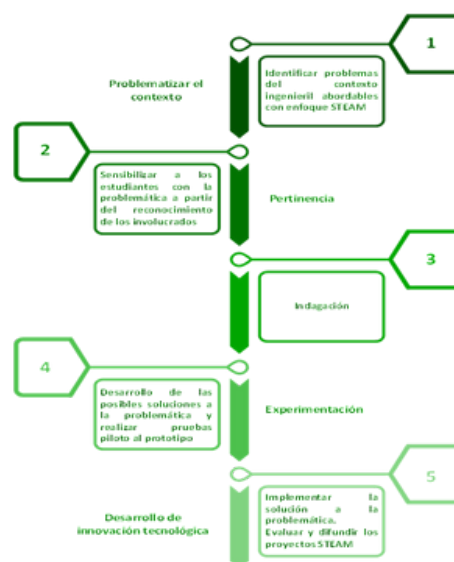 1
Problematizar el
contexto
Identificar problemas
del contexto
ingenieril abordables
con enfoque STEAM
2
Sensibilizar a los
estudiantes con la
problemática a partir
del reconocimiento
de los involucrados
Pertinencia
3
Indagación
4
Desarrollo de las
posibles soluciones a
la problemática y
realizar pruebas
piloto al prototipo
Experimentación
5
Desarrollo de
innovación tecnológica
Implementar la
solución a la
problemática.
Evaluar y difundir los
proyectos STEAM